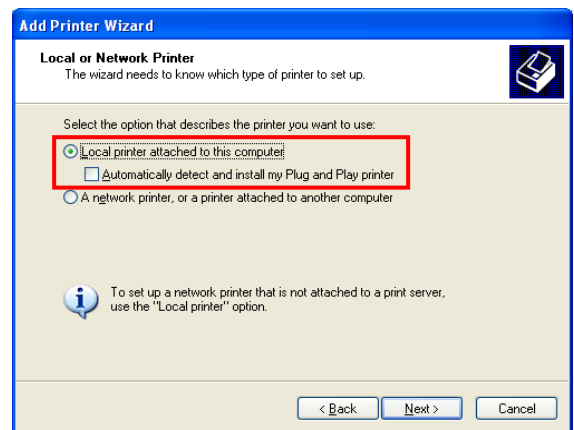 Add Printer Wizard
Local or Network Printer
The wizard needs to know which type of printer to set up.
Select the option that describes the printer you want to use:
Local printer attached to this computer
Automatically detect and install my Plug and Play printer
A network printer, or a printer attached to another computer
To set up a network printer that is not attached to a print server,
use the "Local printer" option.
< Back
Next >
Cancel